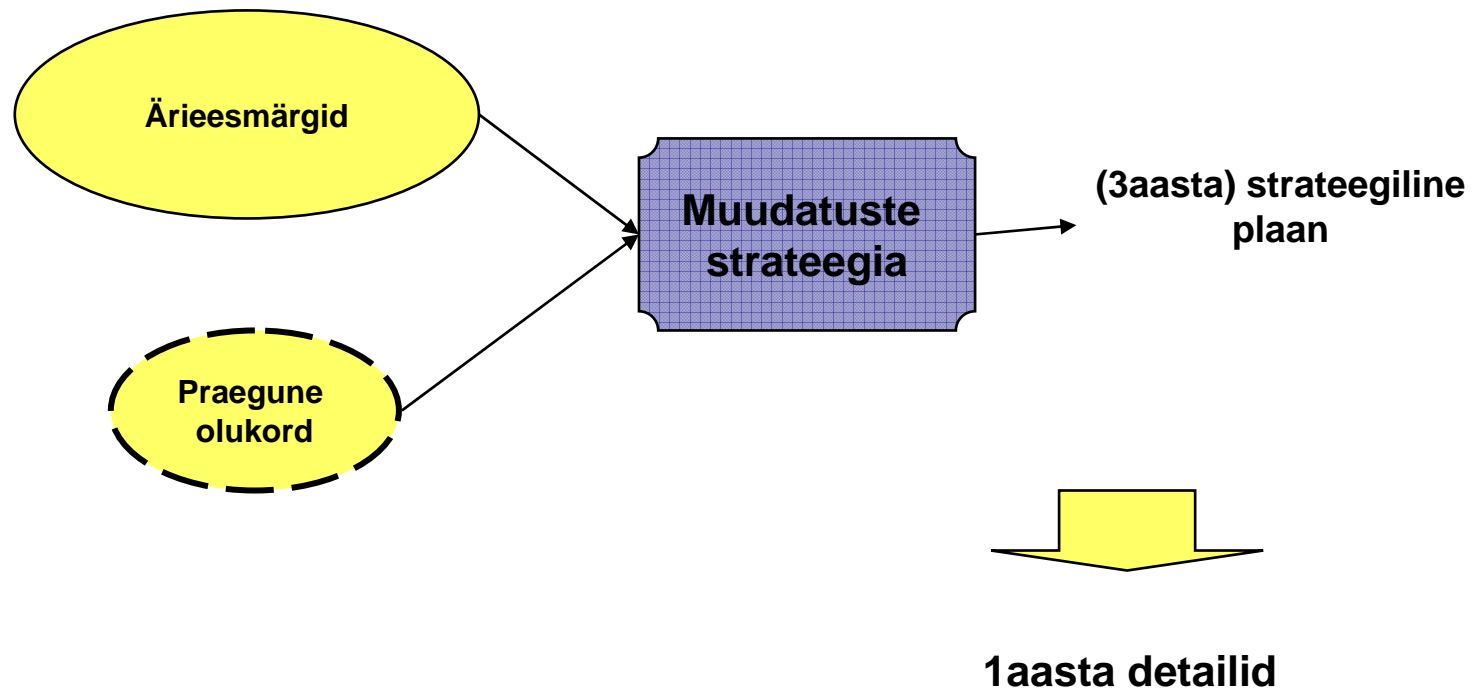 Ärieesmärgid
Muudatuste
strateegia
(3aasta) strateegiline
plaan
Praegune
olukord
1aasta detailid